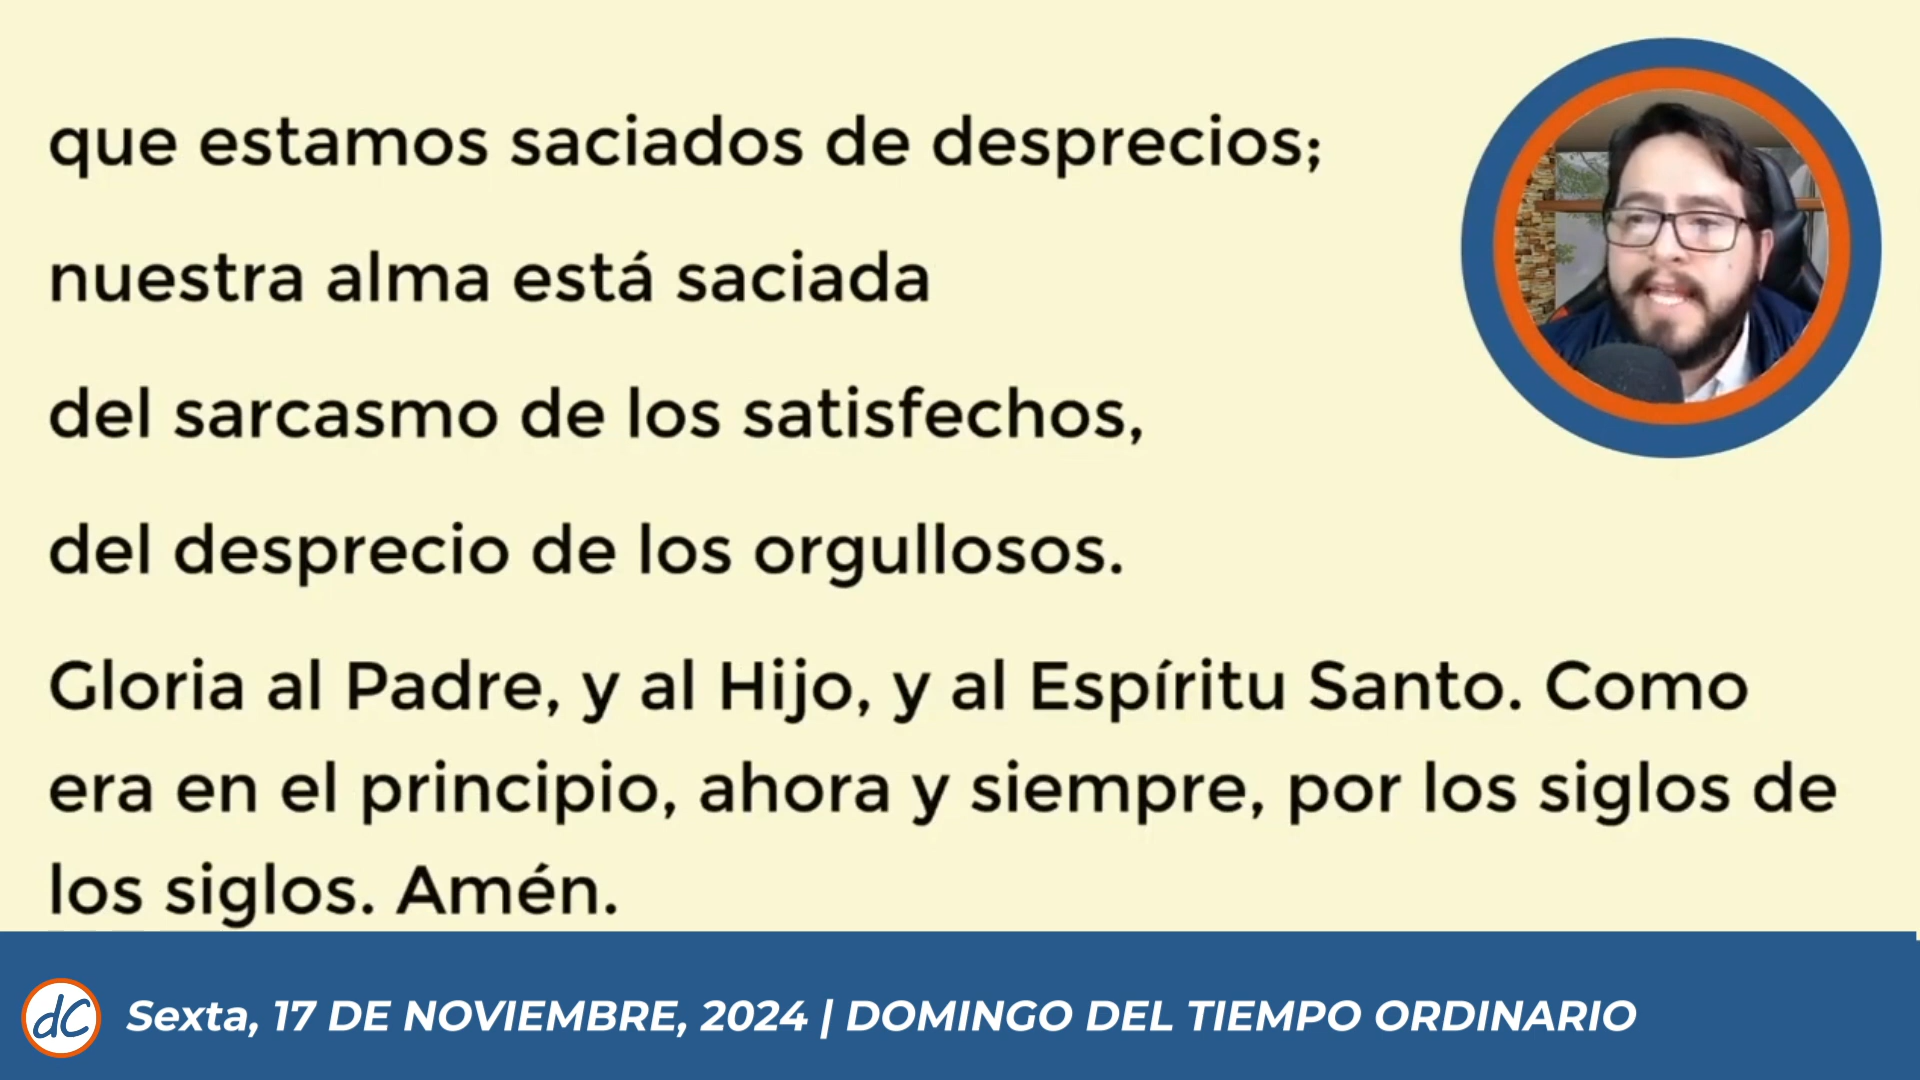 que estamos saciados de desprecios;
nuestra alma está saciada
del sarcasmo de los satisfechos,
del desprecio de los orgullosos.
Gloria al Padre, y al Hijo, y al Espíritu Santo. Como
era en el principio, ahora y siempre, por los siglos de
los siglos. Amén.
dC Sexta, 17 DE NOVIEMBRE, 2024 | DOMINGO DEL TIEMPO ORDINARIO